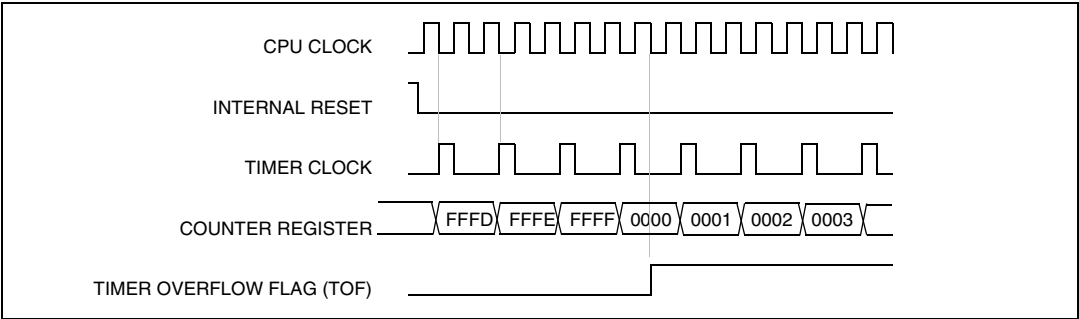 CPU CLOCK
INTERNAL RESET
TIMER CLOCK
COUNTER REGISTER FFFD FFFE FFFF 0000 0001 0002 0003
TIMER OVERFLOW FLAG (TOF)